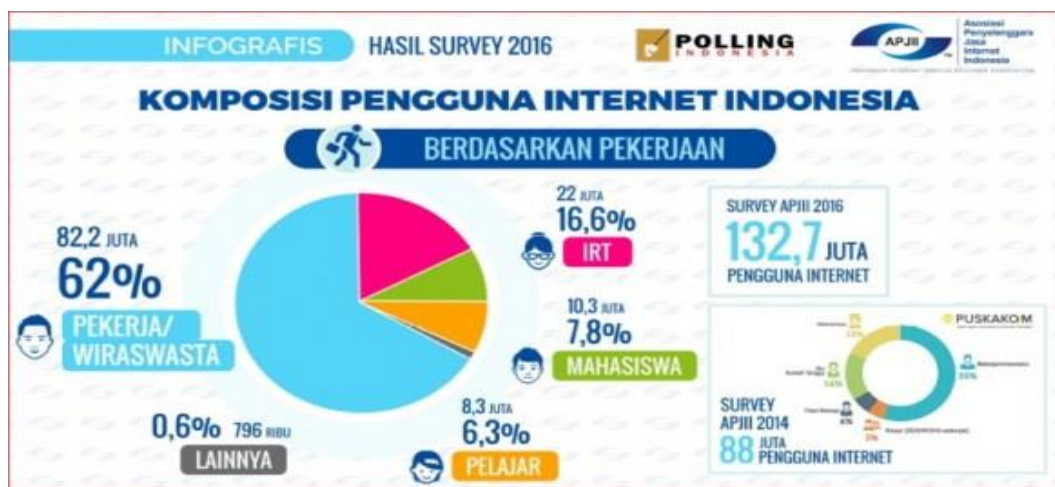 INFOGRAFIS
HASIL SURVEY 2016
POLLING
INDONESIA
APJII
Asosiasi
Penyelenggara
Jasa
Internet
Indonesia
KOMPOSISI PENGGUNA INTERNET INDONESIA
BERDASARKAN PEKERJAAN
82,2 JUTA
62%
PEKERJA/
WIRASWASTA
22 JUTA
16,6%
IRT
10,3 JUTA
7,8%
MAHASISWA
8,3 JUTA
6,3%
PELAJAR
0,6% 796 RIBU
LAINNYA
SURVEY APJII 2016
132,7 JUTA
PENGGUNA INTERNET
PUSKAKOM
SURVEY
APJII 2014
88 JUTA
PENGGUNA INTERNET